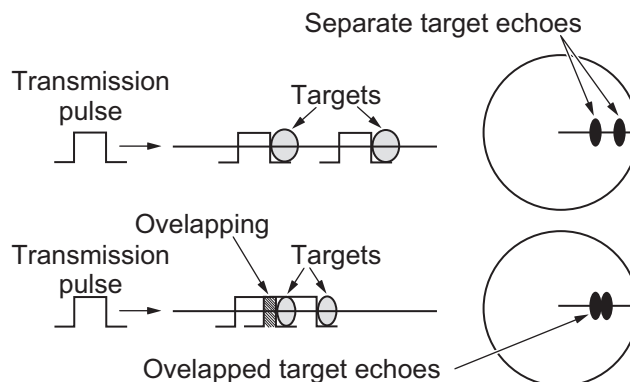 Separate target echoes
Transmission
pulse
Targets
Ovelapping
Transmission
pulse
Targets
Ovelapped target echoes